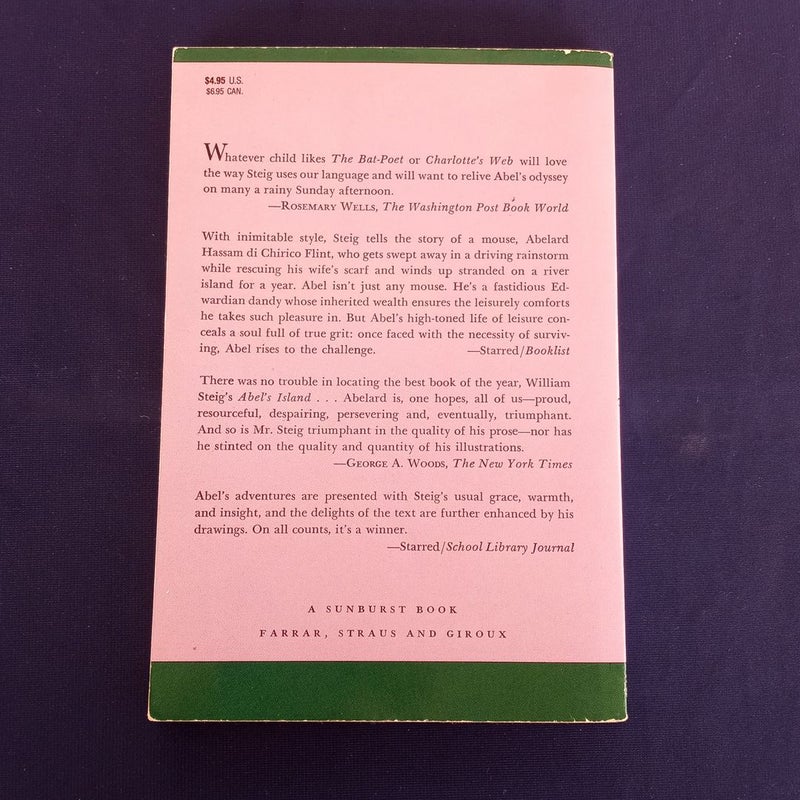 $4.95 U.S.
$6.95 CAN.
Whatever child likes The Bat-Poet or Charlotte's Web will love
the way Steig uses our language and will want to relive Abel's odyssey
on many a rainy Sunday afternoon.
—ROSEMARY WELLS, The Washington Post Book World
With inimitable style, Steig tells the story of a mouse, Abelard
Hassam di Chirico Flint, who gets swept away in a driving rainstorm
while rescuing his wife's scarf and winds up stranded on a river
island for a year. Abel isn't just any mouse. He's a fastidious Ed-
wardian dandy whose inherited wealth ensures the leisurely comforts
he takes such pleasure in. But Abel's high-toned life of leisure con-
ceals a soul full of true grit: once faced with the necessity of surviv-
ing, Abel rises to the challenge. —Starred/Booklist
There was no trouble in locating the best book of the year, William
Steig's Abel's Island . . . Abelard is, one hopes, all of us—proud,
resourceful, despairing, persevering and, eventually, triumphant.
And so is Mr. Steig triumphant in the quality of his prose—nor has
he stinted on the quality and quantity of his illustrations.
—GEORGE A. WOODS, The New York Times
Abel's adventures are presented with Steig's usual grace, warmth,
and insight, and the delights of the text are further enhanced by his
drawings. On all counts, it's a winner.
—Starred/School Library Journal
A SUNBURST BOOK
FARRAR, STRAUS AND GIROUX